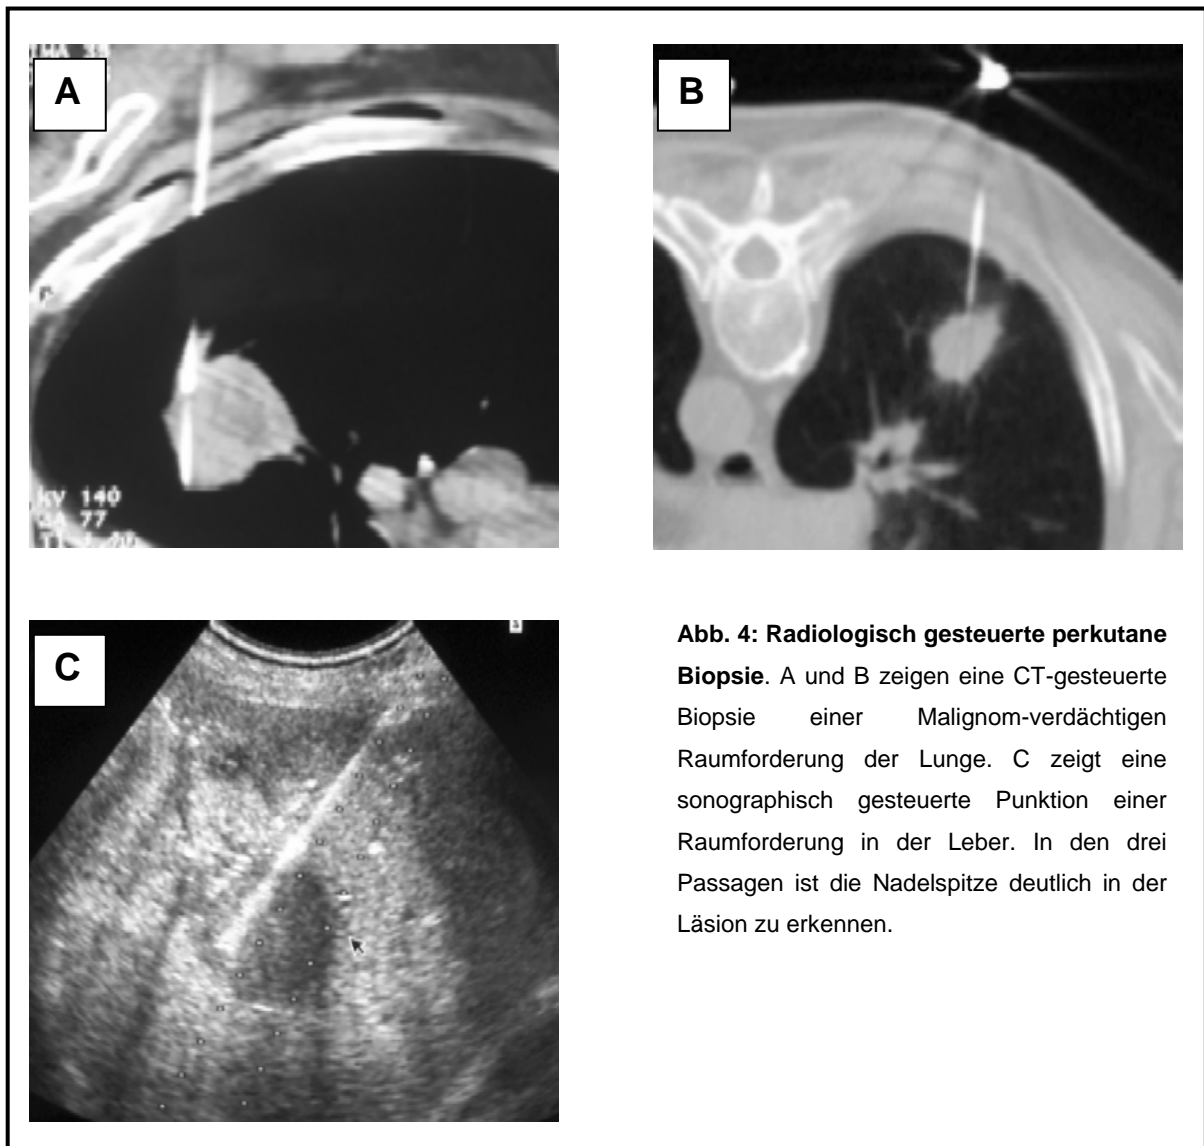 A
B
kV 140
77
C
Abb. 4: Radiologisch gesteuerte perkutane
Biopsie. A und B zeigen eine CT-gesteuerte
Biopsie einer Malignom-verdächtigen
Raumforderung der Lunge. C zeigt eine
sonographisch gesteuerte Punktion einer
Raumforderung in der Leber. In den drei
Passagen ist die Nadelspitze deutlich in der
Läsion zu erkennen.